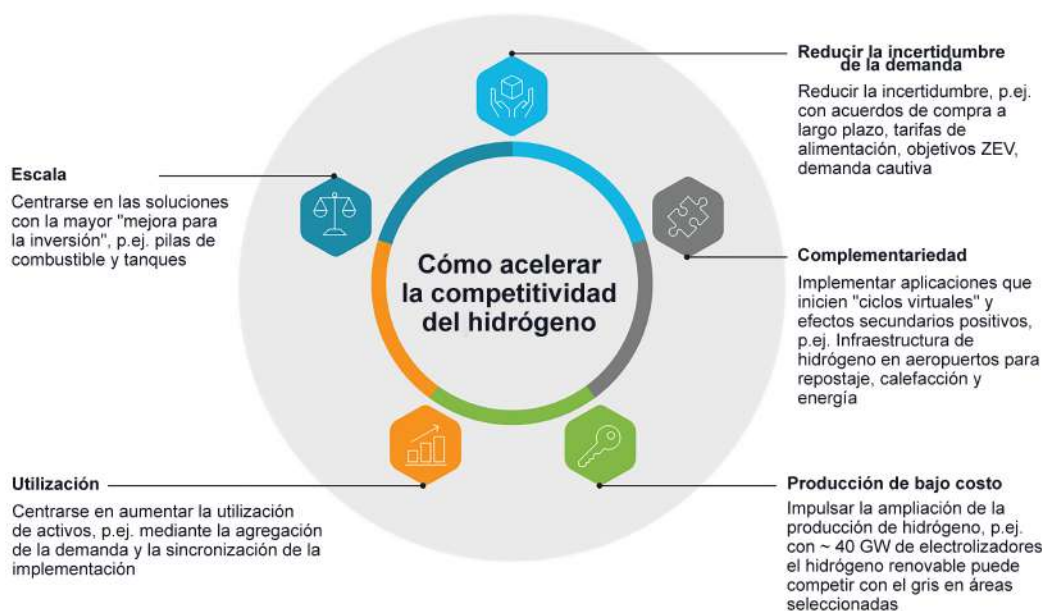 Reducir la incertidumbre
de la demanda
Reducir la incertidumbre, p.ej.
con acuerdos de compra a
largo plazo, tarifas de
alimentación, objetivos ZEV,
demanda cautiva
Escala
Centrarse en las soluciones
con la mayor "mejora para
la inversión", p.ej. pilas de
combustible y tanques
Cómo acelerar
la competitividad
del hidrógeno
Complementariedad
Implementar aplicaciones que
inicien "ciclos virtuales" y
efectos secundarios positivos,
p.ej. Infraestructura de
hidrógeno en aeropuertos para
repostaje, calefacción y
energía
Utilización
Centrarse en aumentar la utilización
de activos, p.ej. mediante la agregación
de la demanda y la sincronización de la
implementación
Producción de bajo costo
Impulsar la ampliación de la
producción de hidrógeno, p.ej.
con ~ 40 GW de electrolizadores
el hidrógeno renovable puede
competir con el gris en áreas
seleccionadas